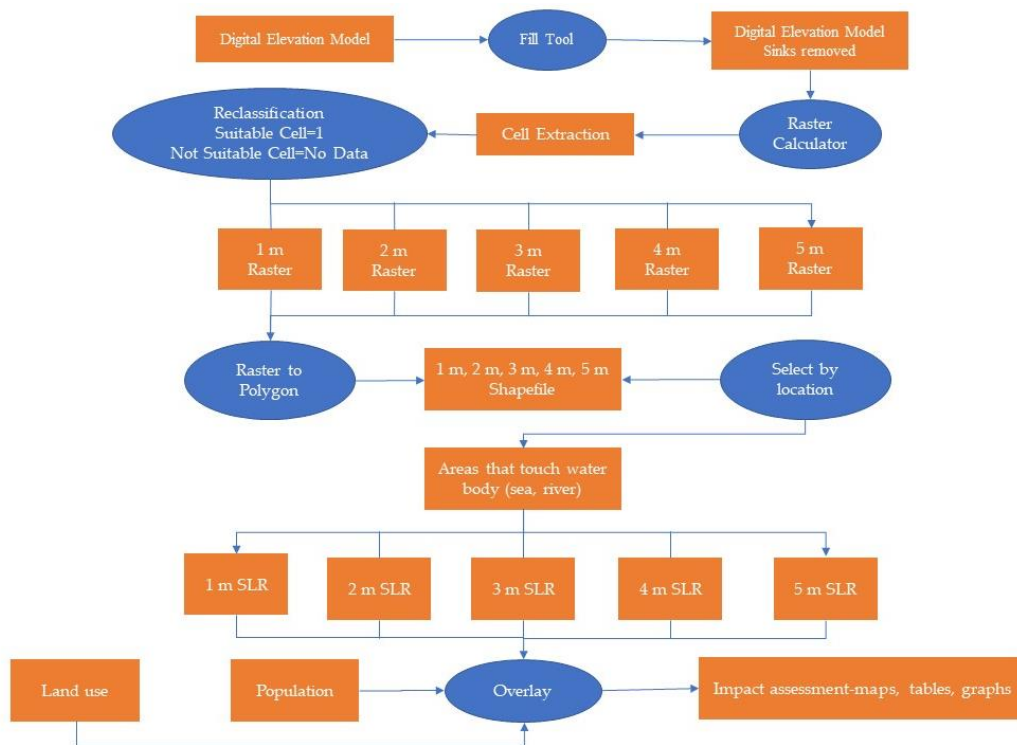 Digital Elevation Model
Fill Tool
Digital Elevation Model
Sinks removed
Reclassification
Suitable Cell=1
Not Suitable Cell=No Data
Cell Extraction
Raster
Calculator
1 m
Raster
2 m
Raster
3 m
Raster
4 m
Raster
5 m
Raster
Raster to
Polygon
1 m, 2 m, 3 m, 4 m, 5 m
Shapefile
Select by
location
Areas that touch water
body (sea, river)
1 m SLR
2 m SLR
3 m SLR
4 m SLR
5 m SLR
Land use
Population
Overlay
Impact assessment-maps, tables, graphs